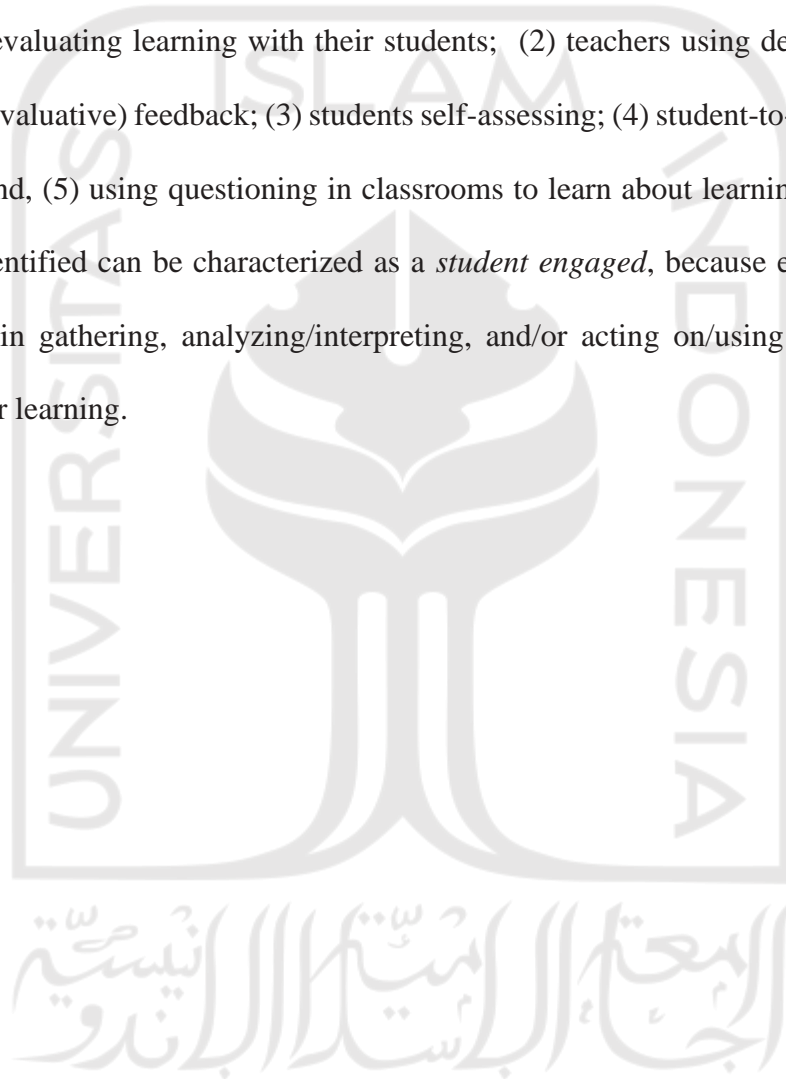 evaluating learning with their students; (2) teachers using de
valuative) feedback; (3) students self-assessing; (4) student-to-
nd, (5) using questioning in classrooms to learn about learnin
entified can be characterized as a student engaged, because e
in gathering, analyzing/interpreting, and/or acting on/using
r learning.
ISLAM
UNIVERSITAS
INDONESIA